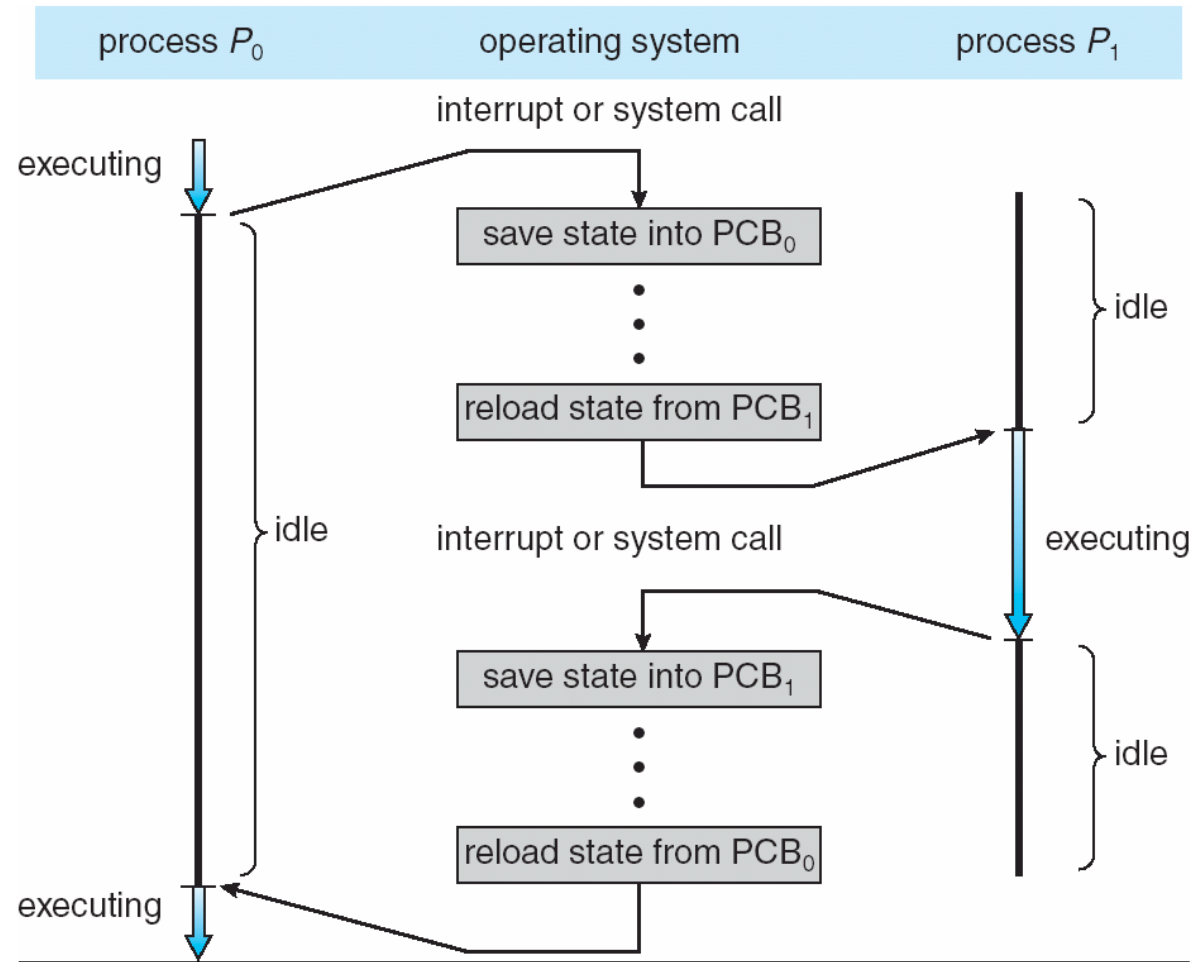 process P₀
operating system
process P₁
interrupt or system call
executing
save state into PCB₀
idle
reload state from PCB₁
idle
interrupt or system call
executing
save state into PCB₁
idle
reload state from PCB₀
executing